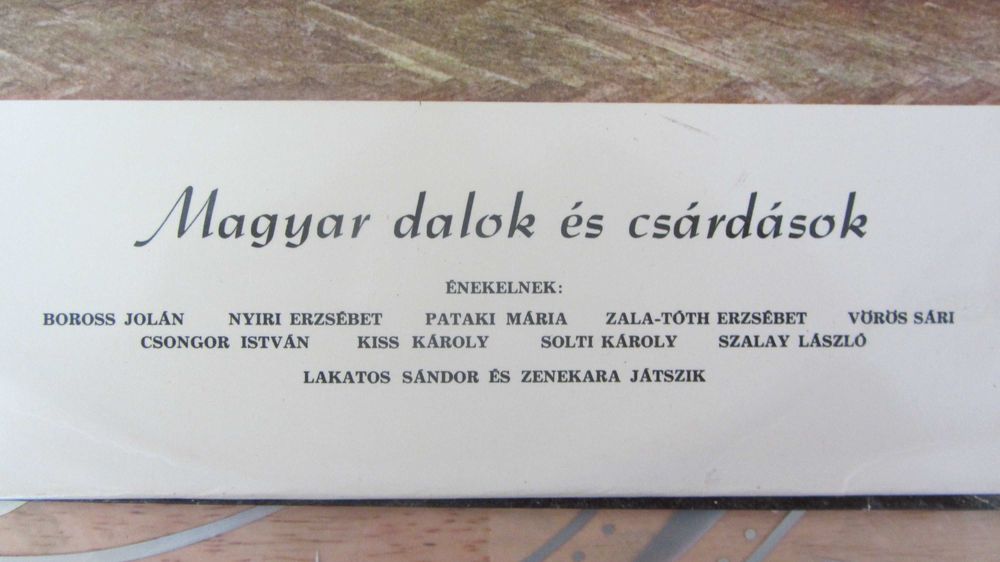 Magyar dalok és csárdások
ÉNEKELNEK:
BOROSS JOLÁN NYIRI ERZSÉBET PATAKI MÁRIA ZALA-TÓTH ERZSÉBET VÖRÖS SÁRI
CSONGOR ISTVÁN KISS KÁROLY SOLTI KÁROLY SZALAY LÁSZLÓ
LAKATOS SÁNDOR ÉS ZENEKARA JÁTSZIK